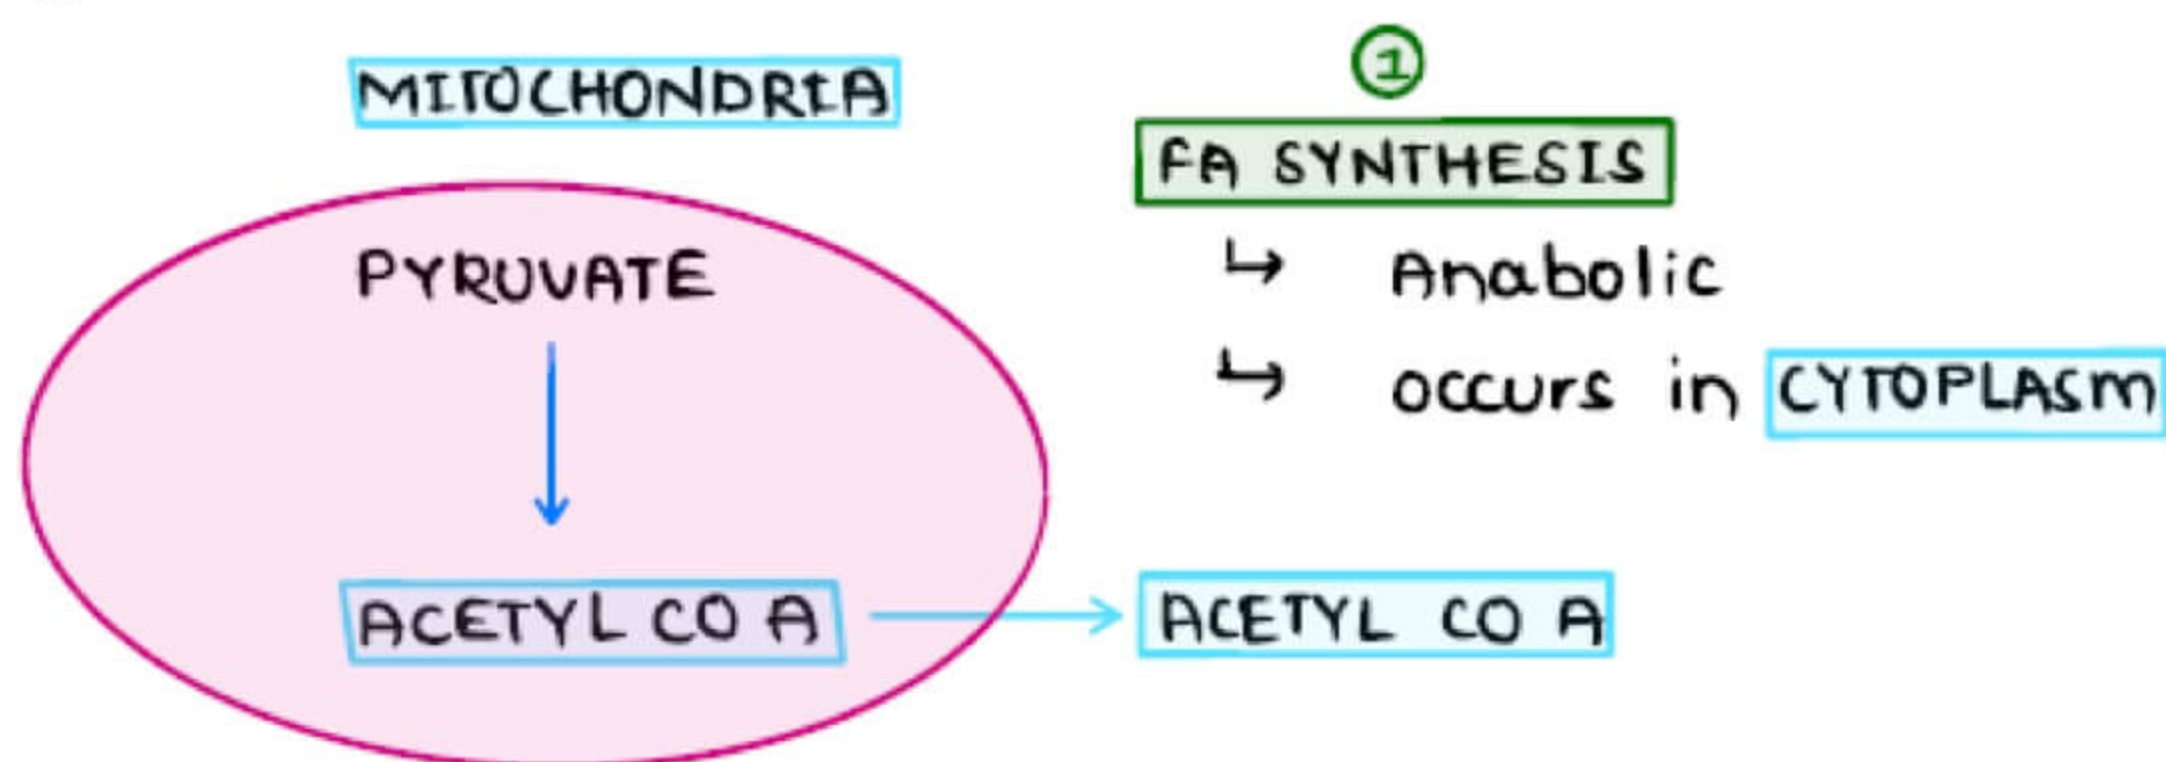 MITOCHONDRIA
PYRUVATE
ACETYL CO A
1
FA SYNTHESIS
↳ Anabolic
↳ occurs in CYTOPLASM
ACETYL CO A